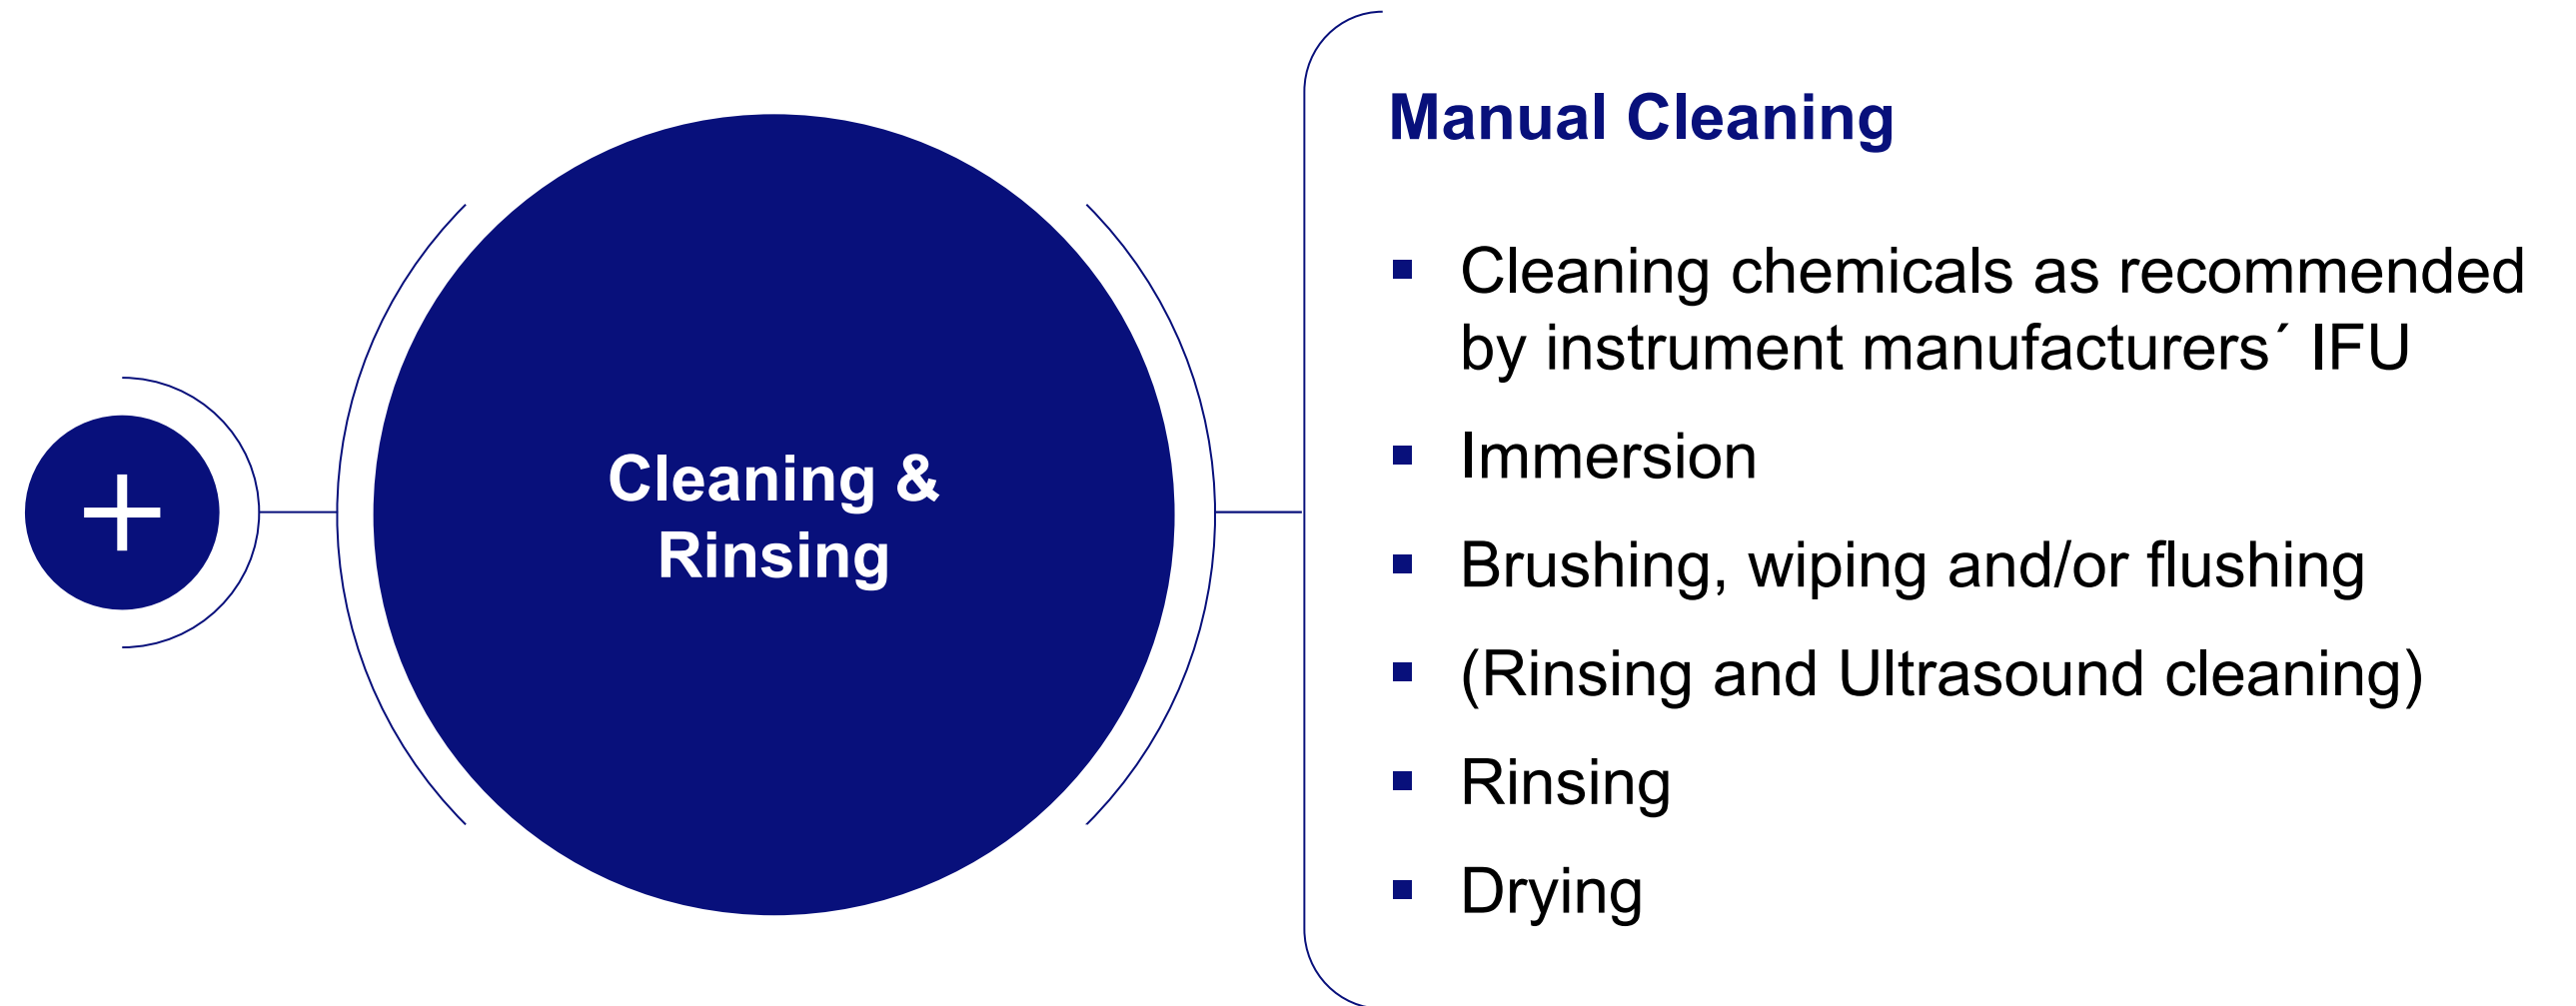 Cleaning &
Rinsing
Manual Cleaning
▪ Cleaning chemicals as recommended
by instrument manufacturers´ IFU
▪ Immersion
▪ Brushing, wiping and/or flushing
▪ (Rinsing and Ultrasound cleaning)
▪ Rinsing
▪ Drying